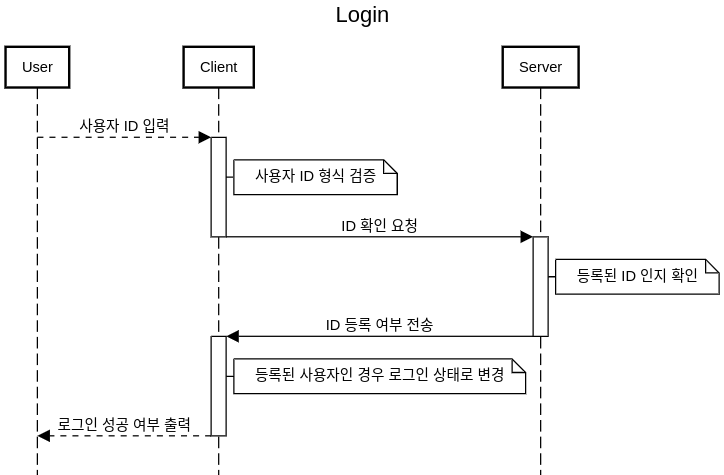 Login
User
Client
Server
사용자 ID 입력
사용자 ID 형식 검증
ID 확인 요청
등록된 ID 인지 확인
ID 등록 여부 전송
등록된 사용자인 경우 로그인 상태로 변경
로그인 성공 여부 출력